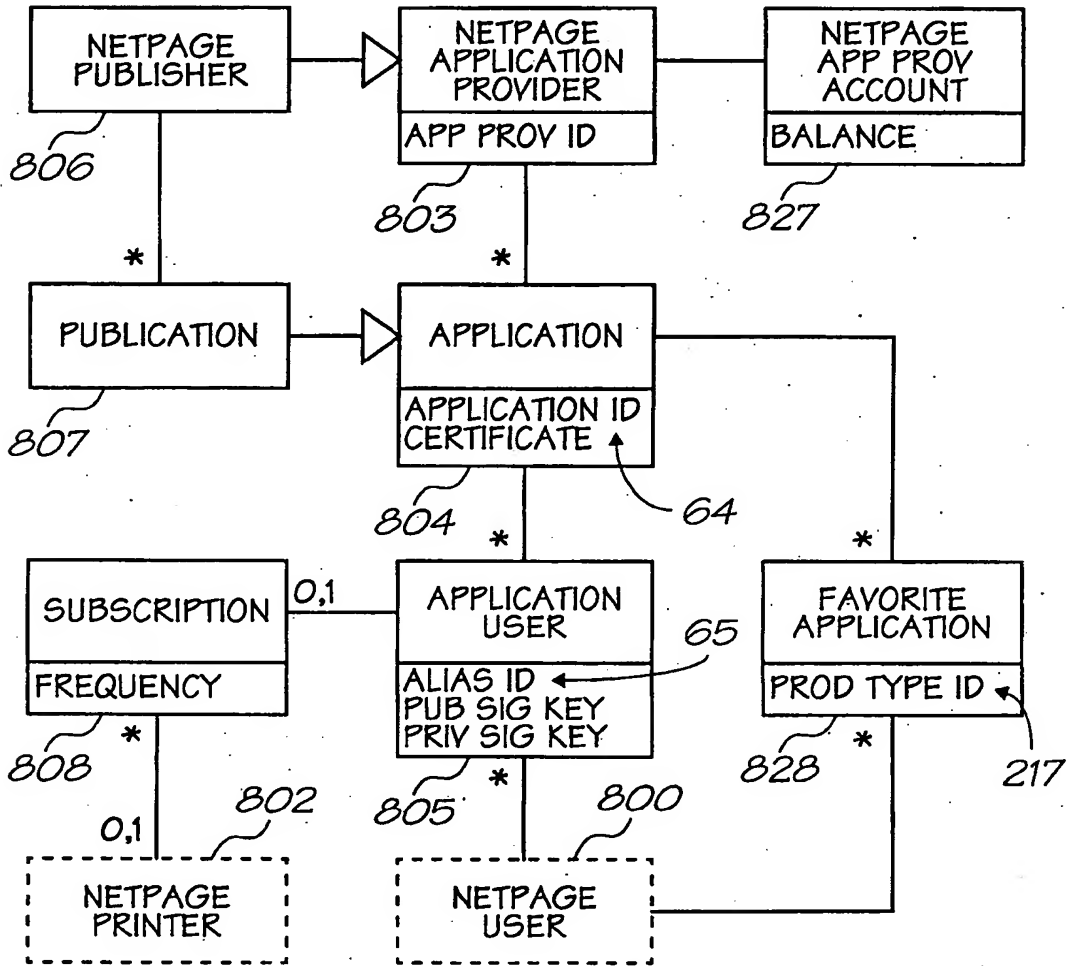 NETPAGE
PUBLISHER
806
NETPAGE
APPLICATION
PROVIDER
APP PROV ID
803
NETPAGE
APP PROV
ACCOUNT
BALANCE
827
*
*
PUBLICATION
807
APPLICATION
APPLICATION ID
CERTIFICATE
804
64
*
*
SUBSCRIPTION
FREQUENCY
808
0,1
APPLICATION
USER
ALIAS ID
PUB SIG KEY
PRIV SIG KEY
805
65
FAVORITE
APPLICATION
PROD TYPE ID
828
217
*
*
*
0,1
802
800
NETPAGE
PRINTER
NETPAGE
USER